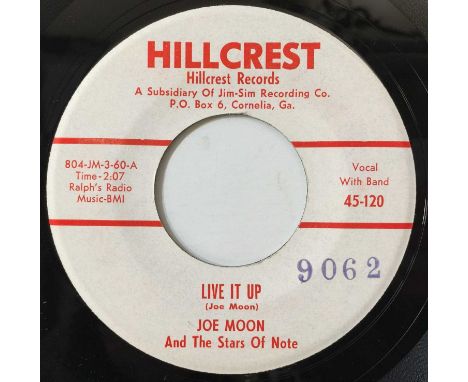 HILLCREST
Hillcrest Records
A Subsidiary Of Jim-Sim Recording Co.
P.O. Box 6, Cornelia, Ga.
804-JM-3-60-A
Time-2:07
Ralph's Radio
Music-BMI
Vocal
With Band
45-120
9062
LIVE IT UP
(Joe Moon)
JOE MOON
And The Stars Of Note